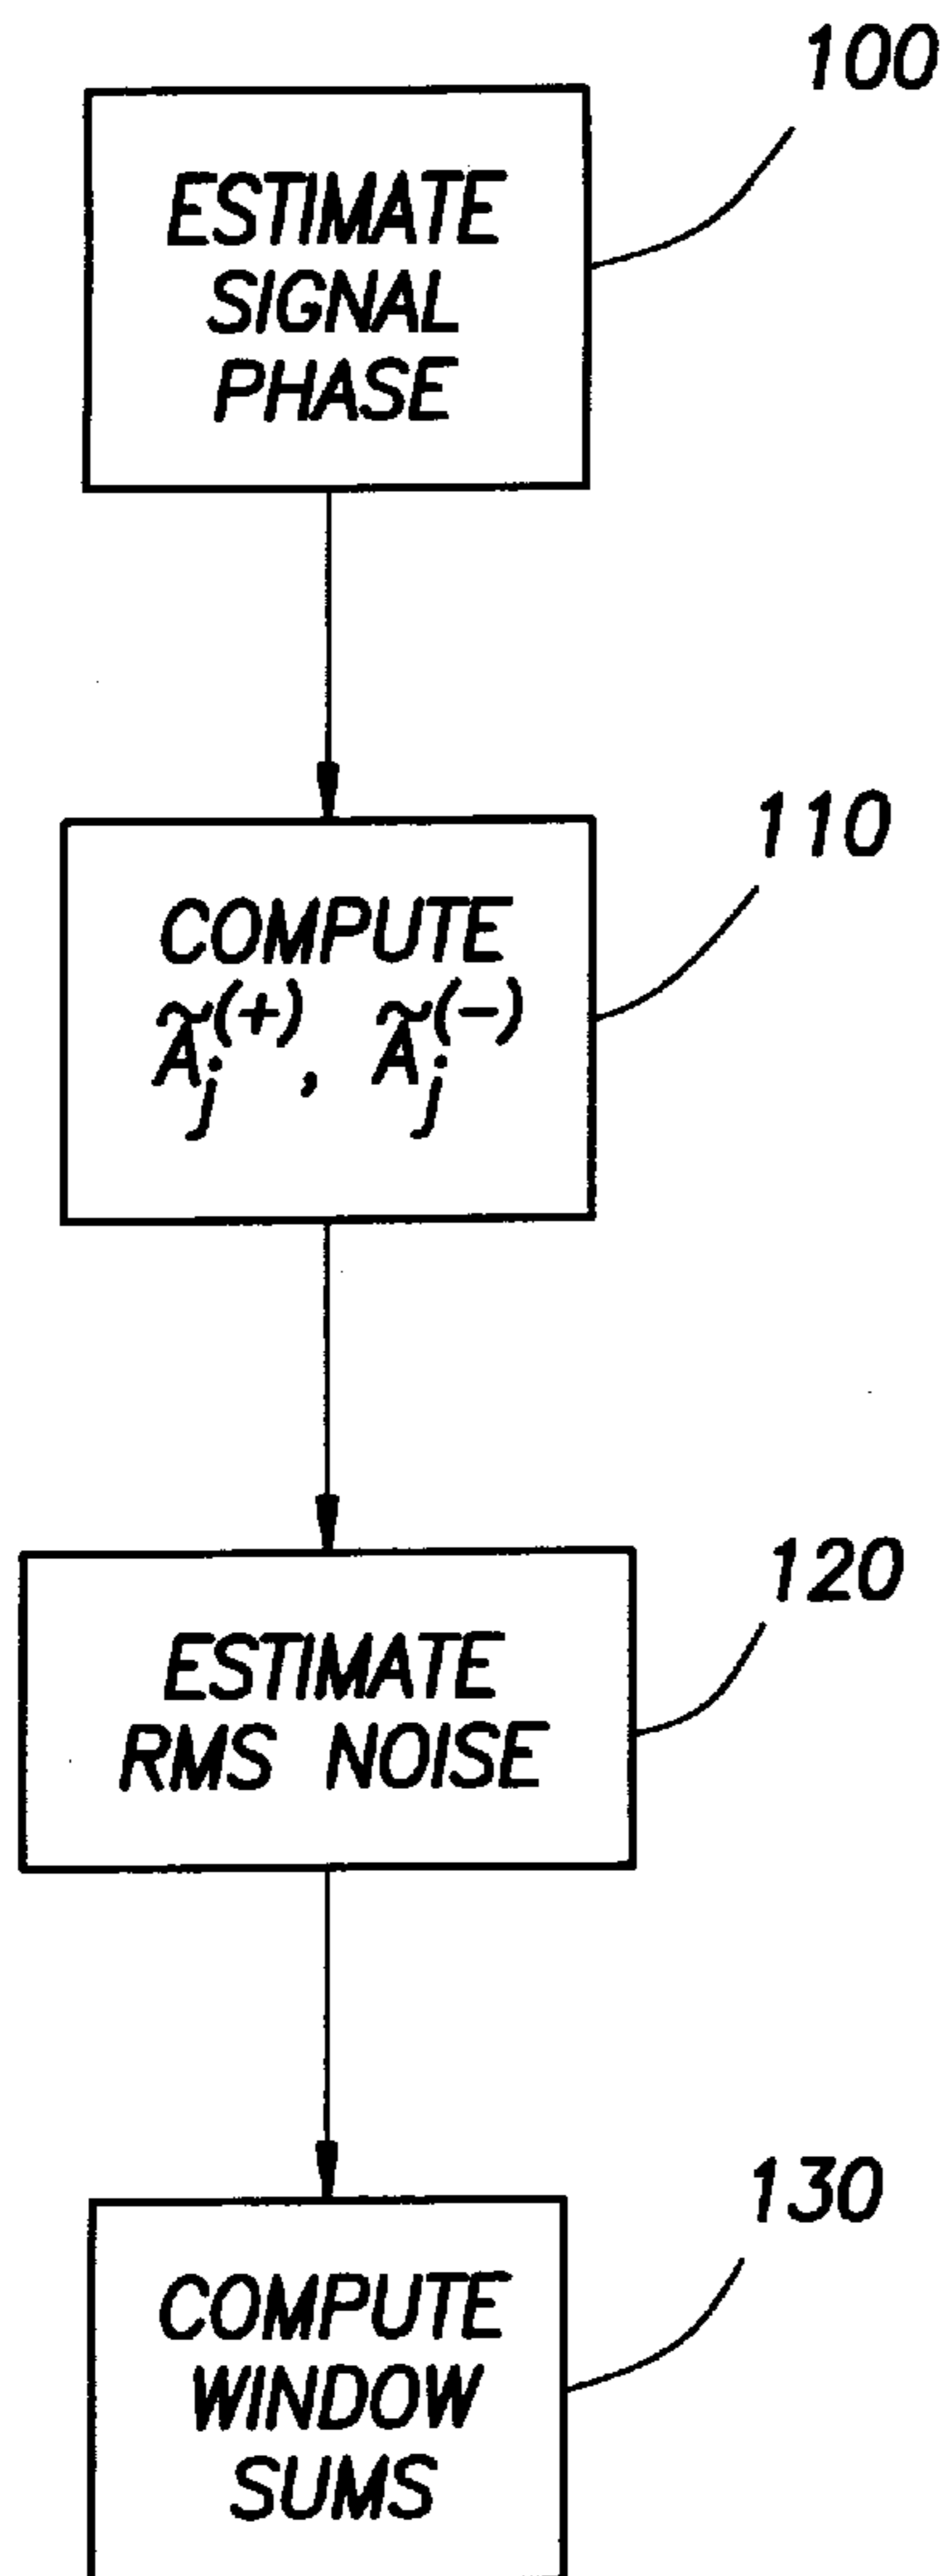 100
ESTIMATE
SIGNAL
PHASE
110
COMPUTE
Ã_j^(+), Ã_j^(-)
120
ESTIMATE
RMS NOISE
130
COMPUTE
WINDOW
SUMS